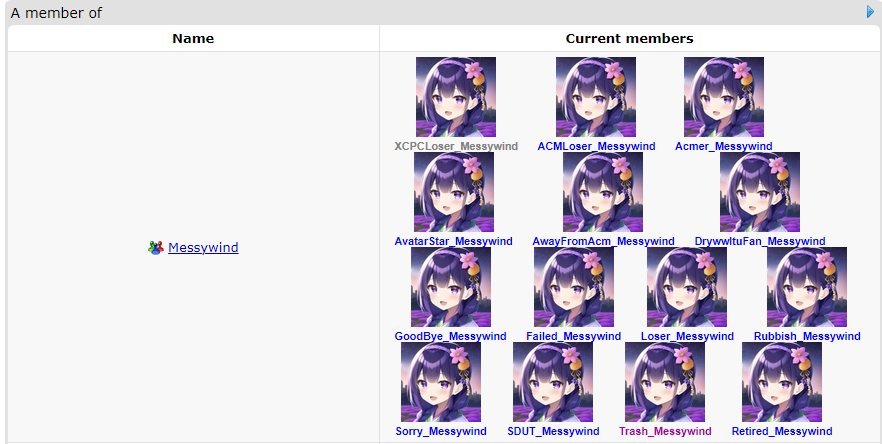 A member of
Name Current members
XCPCLoser_Messywind ACMLoser_Messywind Acmer_Messywind
AvatarStar_Messywind AwayFromAcm_Messywind DrywwltuFan_Messywind
Messywind
GoodBye_Messywind Failed_Messywind Loser_Messywind Rubbish_Messywind
Sorry_Messywind SDUT_Messywind Trash_Messywind Retired_Messywind